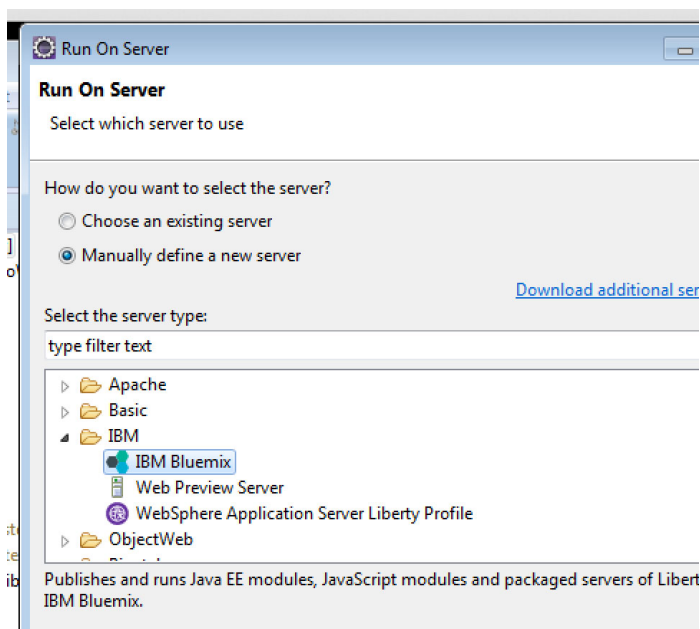 Run On Server
Run On Server
Select which server to use
How do you want to select the server?
Choose an existing server
Manually define a new server
Download additional ser
Select the server type:
type filter text
Apache
Basic
IBM
IBM Bluemix
Web Preview Server
WebSphere Application Server Liberty Profile
ObjectWeb
Publishes and runs Java EE modules, JavaScript modules and packaged servers of Libert
IBM Bluemix.